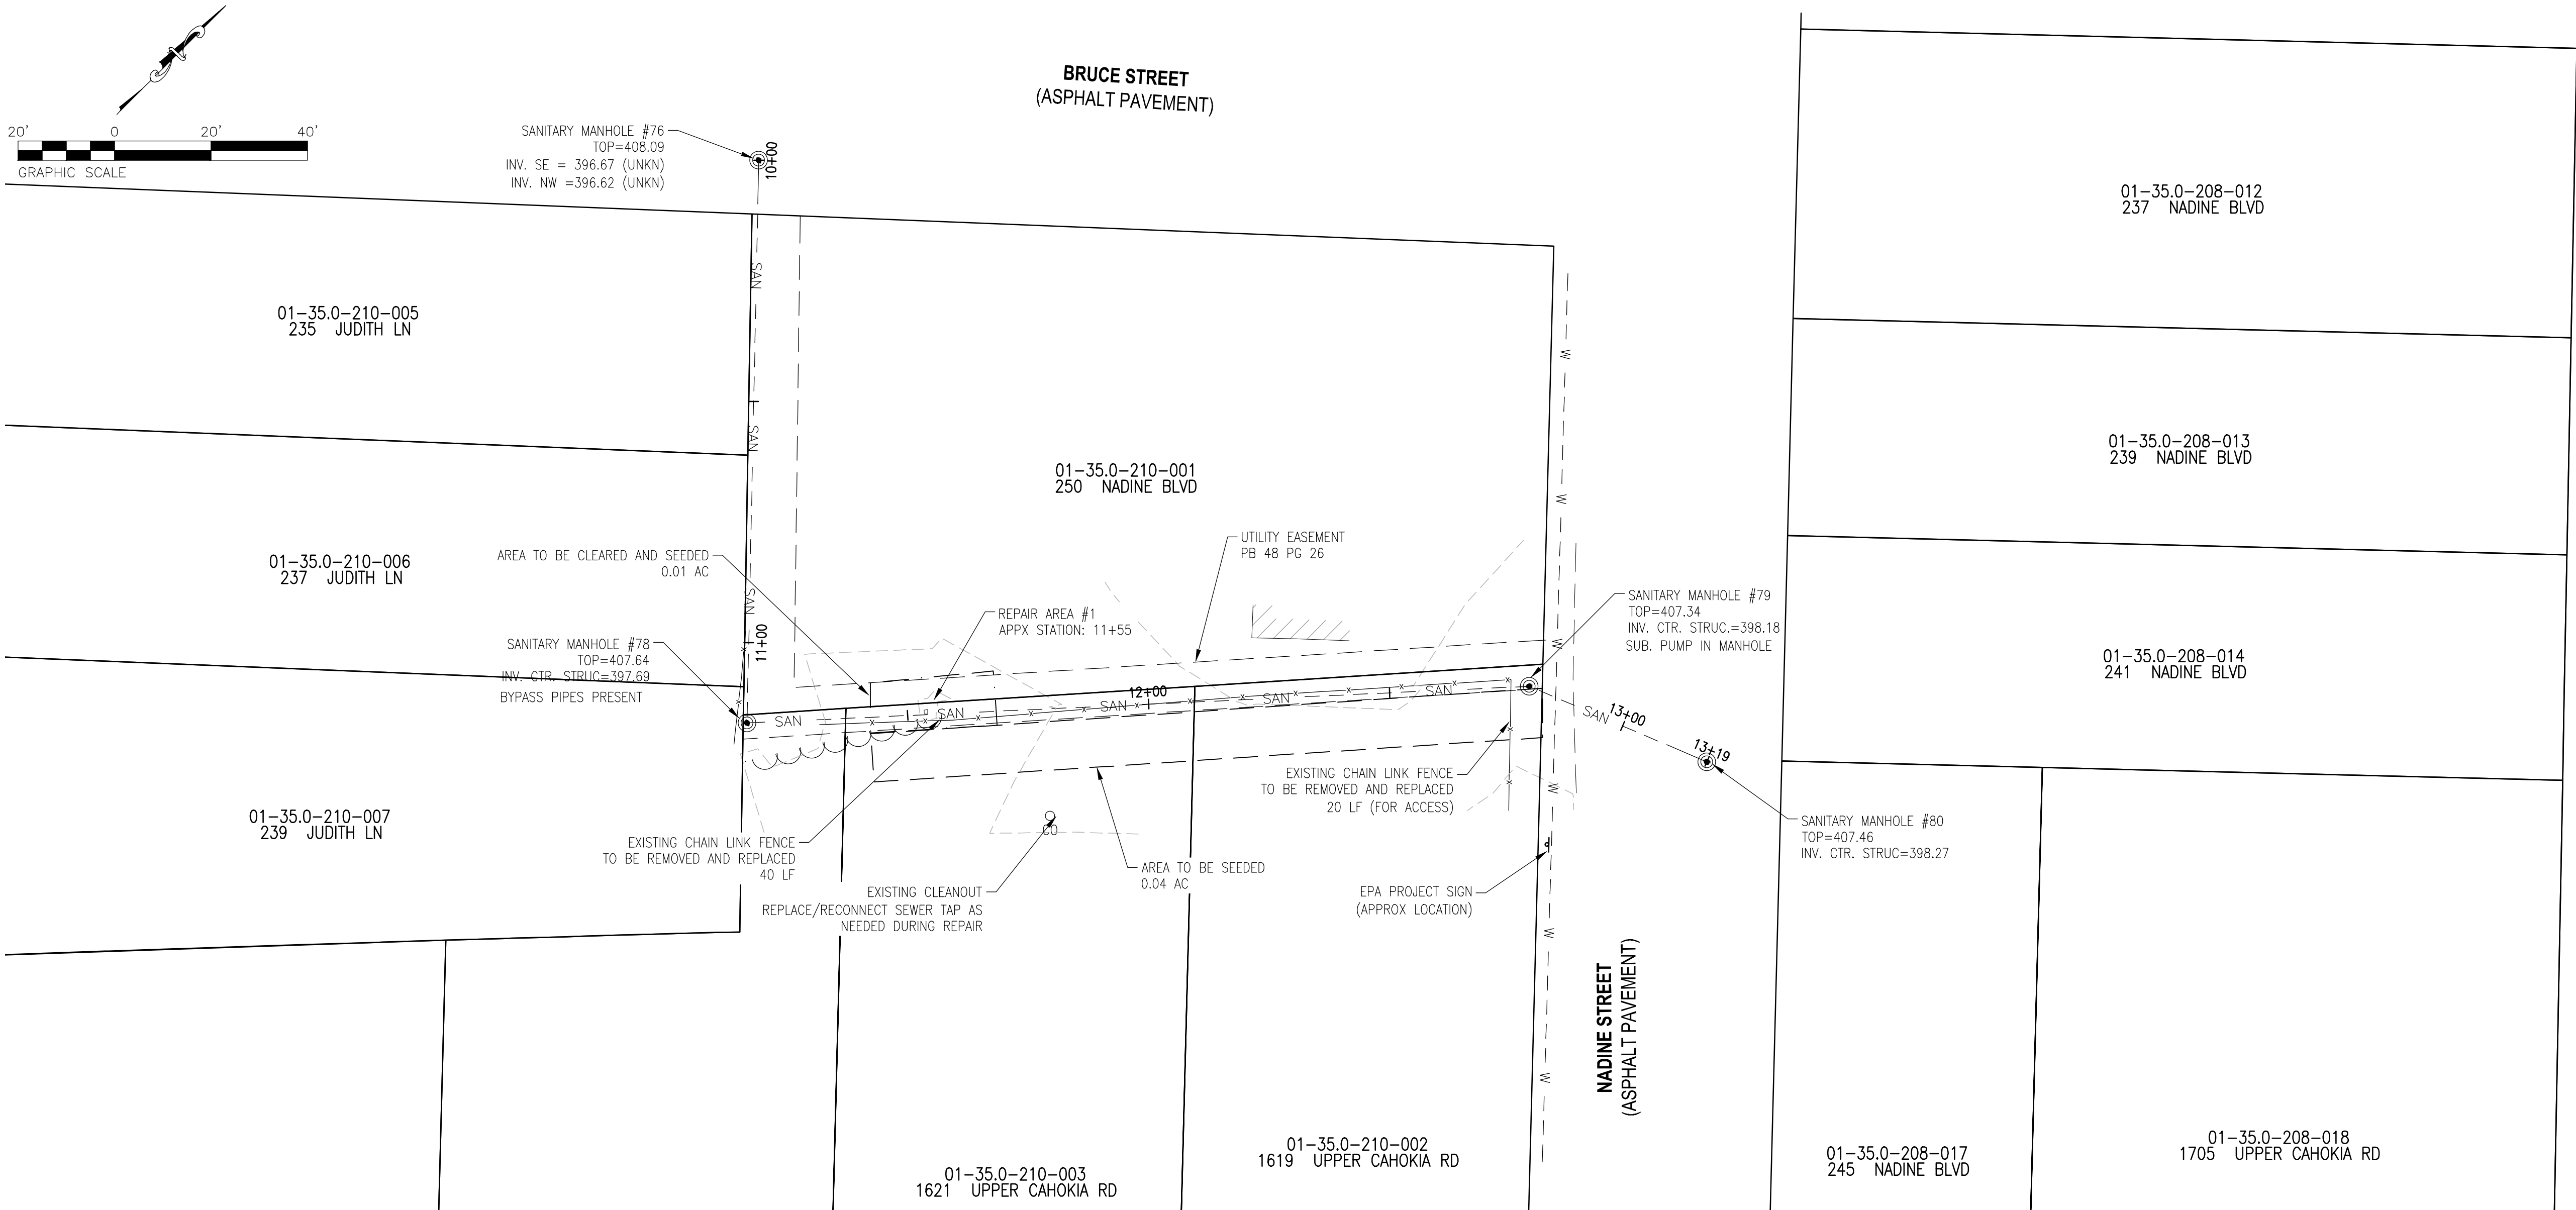 BRUCE STREET
(ASPHALT PAVEMENT)
20'
0
20'
40'
GRAPHIC SCALE
SANITARY MANHOLE #76
TOP=408.09
INV. SE = 396.67 (UNKN)
INV. NW =396.62 (UNKN)
10+00
01-35.0-208-012
237 NADINE BLVD
SAN
01-35.0-210-005
235 JUDITH LN
W
SAN
01-35.0-208-013
239 NADINE BLVD
01-35.0-210-001
250 NADINE BLVD
W
UTILITY EASEMENT
PB 48 PG 26
AREA TO BE CLEARED AND SEEDED
0.01 AC
01-35.0-210-006
237 JUDITH LN
SAN
REPAIR AREA #1
APPX STATION: 11+55
SANITARY MANHOLE #79
TOP=407.34
INV. CTR. STRUC.=398.18
SUB. PUMP IN MANHOLE
W
11+00
SANITARY MANHOLE #78
TOP=407.64
INV. CTR. STRUC=397.69
BYPASS PIPES PRESENT
01-35.0-208-014
241 NADINE BLVD
12+00
SAN
SAN
SAN
SAN
SAN
SAN
13+00
13+19
EXISTING CHAIN LINK FENCE
TO BE REMOVED AND REPLACED
20 LF (FOR ACCESS)
W
01-35.0-210-007
239 JUDITH LN
CO
SANITARY MANHOLE #80
TOP=407.46
INV. CTR. STRUC=398.27
EXISTING CHAIN LINK FENCE
TO BE REMOVED AND REPLACED
40 LF
AREA TO BE SEEDED
0.04 AC
EXISTING CLEANOUT
REPLACE/RECONNECT SEWER TAP AS
NEEDED DURING REPAIR
EPA PROJECT SIGN
(APPROX LOCATION)
W
NADINE STREET
(ASPHALT PAVEMENT)
W
01-35.0-210-003
1621 UPPER CAHOKIA RD
01-35.0-210-002
1619 UPPER CAHOKIA RD
01-35.0-208-017
245 NADINE BLVD
01-35.0-208-018
1705 UPPER CAHOKIA RD